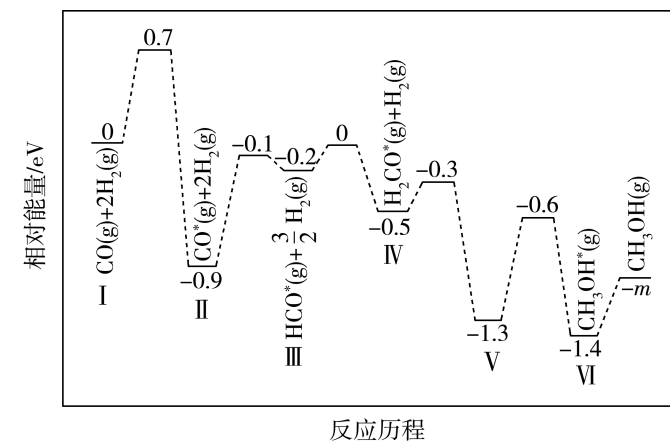 相对能量/eV
0
CO(g)+2H₂(g)
Ⅰ
0.7
CO*(g)+2H₂(g)
−0.9
Ⅱ
−0.1
−0.2
HCO*(g)+3/2 H₂(g)
Ⅲ
0
H₂CO*(g)+H₂(g)
−0.5
Ⅳ
−0.3
−1.3
Ⅴ
−0.6
CH₃OH*(g)
−1.4
Ⅵ
CH₃OH(g)
−m
反应历程